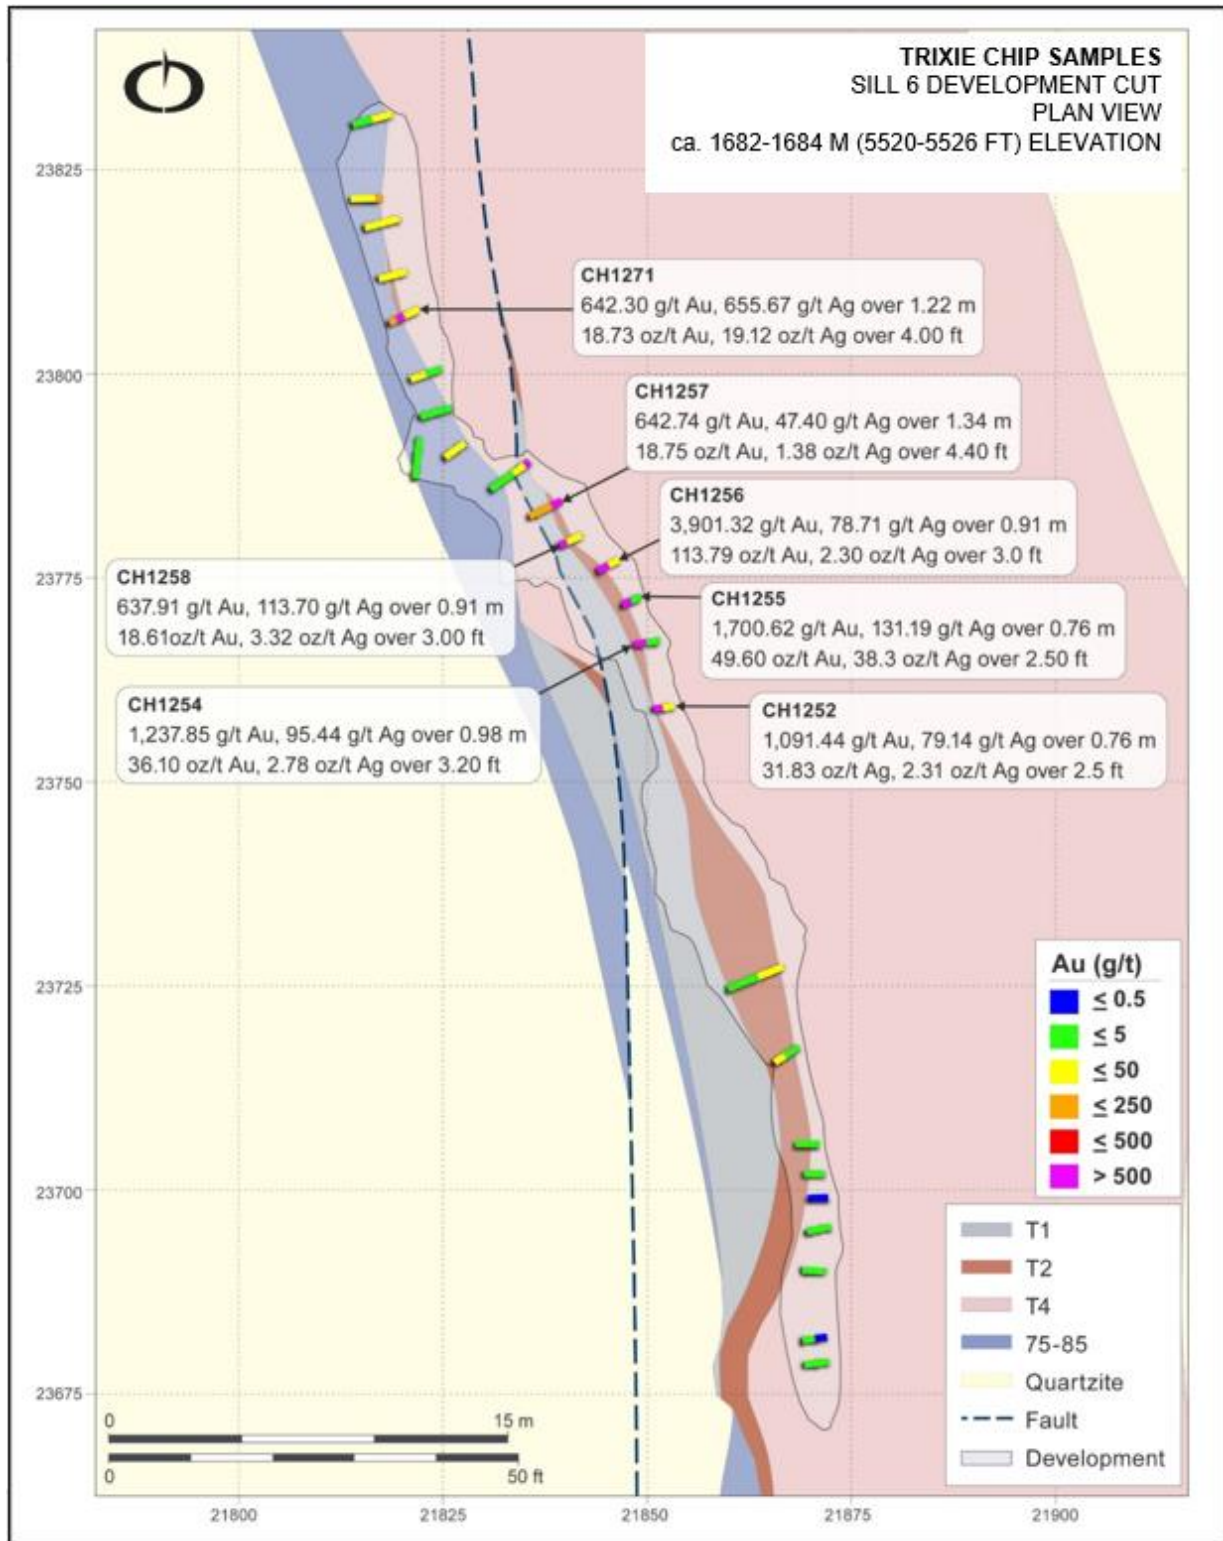 TRIXIE CHIP SAMPLES
SILL 6 DEVELOPMENT CUT
PLAN VIEW
ca. 1682-1684 M (5520-5526 FT) ELEVATION
23825
CH1271
642.30 g/t Au, 655.67 g/t Ag over 1.22 m
18.73 oz/t Au, 19.12 oz/t Ag over 4.00 ft
23800
CH1257
642.74 g/t Au, 47.40 g/t Ag over 1.34 m
18.75 oz/t Au, 1.38 oz/t Ag over 4.40 ft
CH1256
3,901.32 g/t Au, 78.71 g/t Ag over 0.91 m
113.79 oz/t Au, 2.30 oz/t Ag over 3.0 ft
23775
CH1258
637.91 g/t Au, 113.70 g/t Ag over 0.91 m
18.61oz/t Au, 3.32 oz/t Ag over 3.00 ft
CH1255
1,700.62 g/t Au, 131.19 g/t Ag over 0.76 m
49.60 oz/t Au, 38.3 oz/t Ag over 2.50 ft
CH1254
1,237.85 g/t Au, 95.44 g/t Ag over 0.98 m
36.10 oz/t Au, 2.78 oz/t Ag over 3.20 ft
CH1252
1,091.44 g/t Au, 79.14 g/t Ag over 0.76 m
31.83 oz/t Ag, 2.31 oz/t Ag over 2.5 ft
23750
23725
23700
23675
Au (g/t)
≤ 0.5
≤ 5
≤ 50
≤ 250
≤ 500
> 500
T1
T2
T4
75-85
Quartzite
Fault
Development
0 15 m
0 50 ft
21800 21825 21850 21875 21900